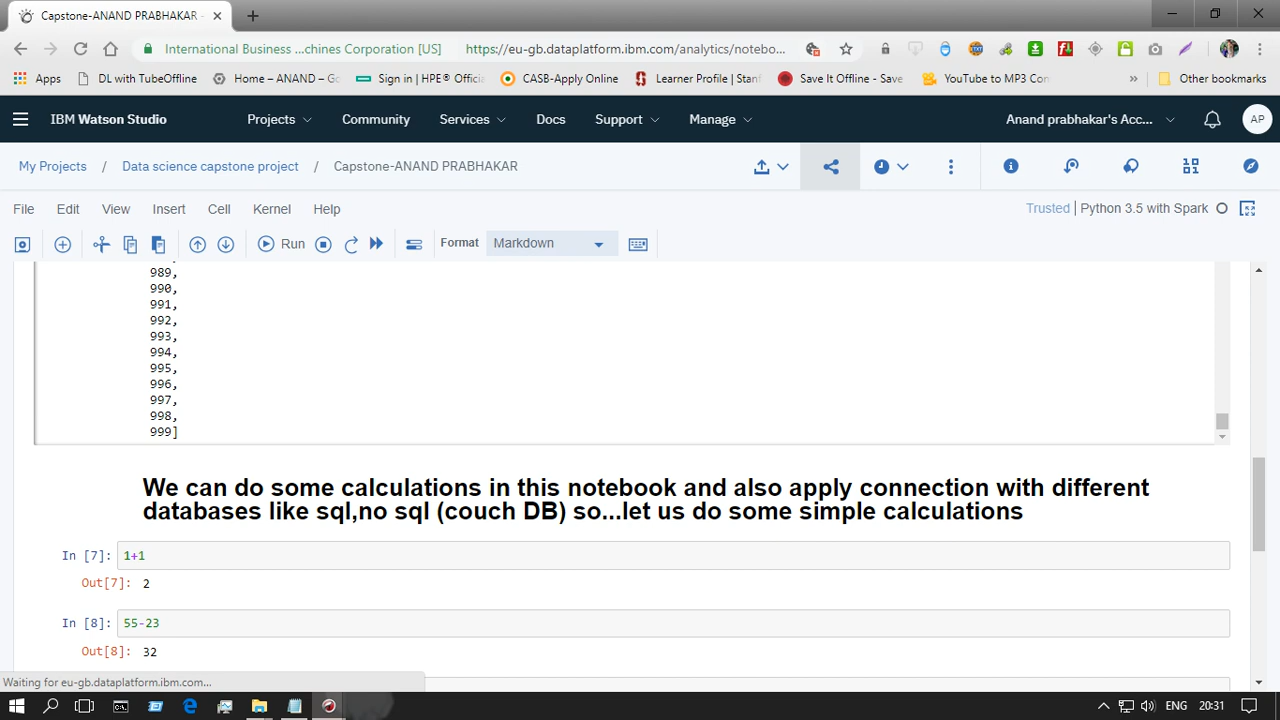 Capstone-ANAND PRABHAKAR -
International Business ...chines Corporation [US]
https://eu-gb.dataplatform.ibm.com/analytics/notebo...
Apps
DL with TubeOffline
Home – ANAND – Go
Sign in | HPE® Offici
CASB-Apply Online
Learner Profile | Stanf
Save It Offline - Save
YouTube to MP3 Con
»
Other bookmarks
IBM Watson Studio
Projects
Community
Services
Docs
Support
Manage
Anand prabhakar's Acc...
AP
My Projects / Data science capstone project / Capstone-ANAND PRABHAKAR
File
Edit
View
Insert
Cell
Kernel
Help
Trusted | Python 3.5 with Spark
Run
Format
Markdown
989,
990,
991,
992,
993,
994,
995,
996,
997,
998,
999]
We can do some calculations in this notebook and also apply connection with different
databases like sql,no sql (couch DB) so...let us do some simple calculations
In [7]: 1+1
Out[7]: 2
In [8]: 55-23
Out[8]: 32
Waiting for eu-gb.dataplatform.ibm.com...
ENG
20:31